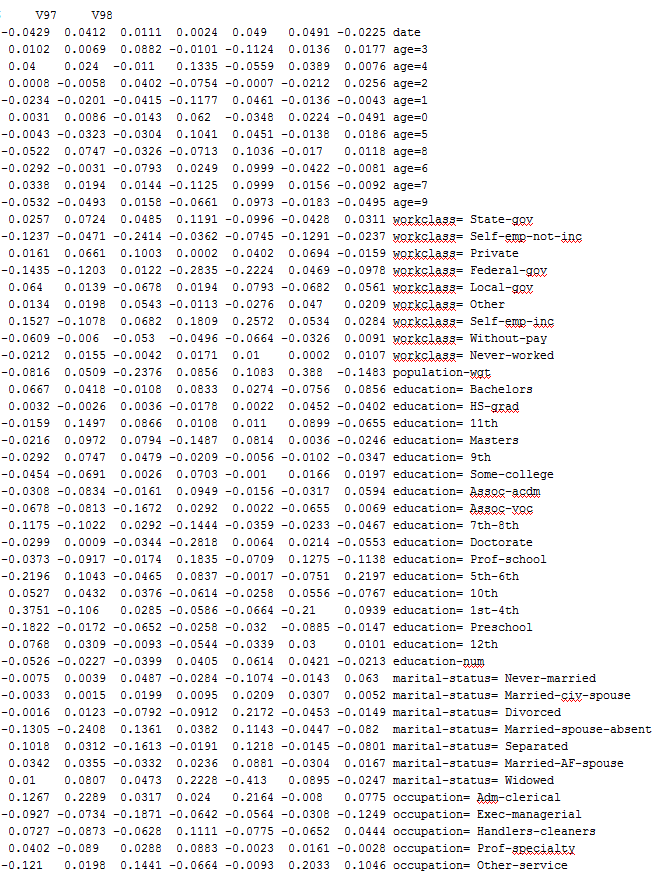 V97 V98
-0.0429 0.0412 0.0111 0.0024 0.049 0.0491 -0.0225 date
0.0102 0.0069 0.0882 -0.0101 -0.1124 0.0136 0.0177 age=3
0.04 0.024 -0.011 0.1335 -0.0559 0.0389 0.0076 age=4
0.0008 -0.0058 0.0402 -0.0754 -0.0007 -0.0212 0.0256 age=2
-0.0234 -0.0201 -0.0415 -0.1177 0.0461 -0.0136 -0.0043 age=1
0.0031 0.0086 -0.0143 0.062 -0.0348 0.0224 -0.0491 age=0
-0.0043 -0.0323 -0.0304 0.1041 0.0451 -0.0138 0.0186 age=5
-0.0522 0.0747 -0.0326 -0.0713 0.1036 -0.017 0.0118 age=8
-0.0292 -0.0031 -0.0793 0.0249 0.0999 -0.0422 -0.0081 age=6
0.0338 0.0194 0.0144 -0.1125 0.0999 0.0156 -0.0092 age=7
-0.0532 -0.0493 0.0158 -0.0661 0.0973 -0.0183 -0.0495 age=9
0.0257 0.0724 0.0485 0.1191 -0.0996 -0.0428 0.0311 workclass= State-gov
-0.1237 -0.0471 -0.2414 -0.0362 -0.0745 -0.1291 -0.0237 workclass= Self-emp-not-inc
0.0161 0.0661 0.1003 0.0002 0.0402 0.0694 -0.0159 workclass= Private
-0.1435 -0.1203 0.0122 -0.2835 -0.2224 0.0469 -0.0978 workclass= Federal-gov
0.064 0.0139 -0.0678 0.0194 0.0793 -0.0682 0.0561 workclass= Local-gov
0.0134 0.0198 0.0543 -0.0113 -0.0276 0.047 0.0209 workclass= Other
0.1527 -0.1078 0.0682 0.1809 0.2572 0.0534 0.0284 workclass= Self-emp-inc
-0.0609 -0.006 -0.053 -0.0496 -0.0664 -0.0326 0.0091 workclass= Without-pay
-0.0212 0.0155 -0.0042 0.0171 0.01 0.0002 0.0107 workclass= Never-worked
-0.0816 0.0509 -0.2376 0.0856 0.1083 0.388 -0.1483 population-wgt
0.0667 0.0418 -0.0108 0.0833 0.0274 -0.0756 0.0856 education= Bachelors
0.0032 -0.0026 0.0036 -0.0178 0.0022 0.0452 -0.0402 education= HS-grad
-0.0159 0.1497 0.0866 0.0108 0.011 0.0899 -0.0655 education= 11th
-0.0216 0.0972 0.0794 -0.1487 0.0814 0.0036 -0.0246 education= Masters
-0.0292 0.0747 0.0479 -0.0209 -0.0056 -0.0102 -0.0347 education= 9th
-0.0454 -0.0691 0.0026 0.0703 -0.001 0.0166 0.0197 education= Some-college
-0.0308 -0.0834 -0.0161 0.0949 -0.0156 -0.0317 0.0594 education= Assoc-acdm
-0.0678 -0.0813 -0.1672 0.0292 0.0022 -0.0655 0.0069 education= Assoc-voc
0.1175 -0.1022 0.0292 -0.1444 -0.0359 -0.0233 -0.0467 education= 7th-8th
-0.0299 0.0009 -0.0344 -0.2818 0.0064 0.0214 -0.0553 education= Doctorate
-0.0373 -0.0917 -0.0174 0.1835 -0.0709 0.1275 -0.1138 education= Prof-school
-0.2196 0.1043 -0.0465 0.0837 -0.0017 -0.0751 0.2197 education= 5th-6th
0.0527 0.0432 0.0376 -0.0614 -0.0258 0.0556 -0.0767 education= 10th
0.3751 -0.106 0.0285 -0.0586 -0.0664 -0.21 0.0939 education= 1st-4th
-0.1822 -0.0172 -0.0652 -0.0258 -0.032 -0.0885 -0.0147 education= Preschool
0.0768 0.0309 -0.0093 -0.0544 -0.0339 0.03 0.0101 education= 12th
-0.0526 -0.0227 -0.0399 0.0405 0.0614 0.0421 -0.0213 education-num
-0.0075 0.0039 0.0487 -0.0284 -0.1074 -0.0143 0.063 marital-status= Never-married
-0.0033 0.0015 0.0199 0.0095 0.0209 0.0307 0.0052 marital-status= Married-civ-spouse
-0.0016 0.0123 -0.0792 -0.0912 0.2172 -0.0453 -0.0149 marital-status= Divorced
-0.1305 -0.2408 0.1361 0.0382 0.1143 -0.0447 -0.082 marital-status= Married-spouse-absent
0.1018 0.0312 -0.1613 -0.0191 0.1218 -0.0145 -0.0801 marital-status= Separated
0.0342 0.0355 -0.0332 0.0236 0.0881 -0.0304 0.0167 marital-status= Married-AF-spouse
0.01 0.0807 0.0473 0.2228 -0.413 0.0895 -0.0247 marital-status= Widowed
0.1267 0.2289 0.0317 0.024 0.2164 -0.008 0.0775 occupation= Adm-clerical
-0.0927 -0.0734 -0.1871 -0.0642 -0.0564 -0.0308 -0.1249 occupation= Exec-managerial
0.0727 -0.0873 -0.0628 0.1111 -0.0775 -0.0652 0.0444 occupation= Handlers-cleaners
0.0402 -0.089 0.0288 0.0883 -0.0023 0.0161 -0.0028 occupation= Prof-specialty
-0.121 0.0198 0.1441 -0.0664 -0.0093 0.2033 0.1046 occupation= Other-service